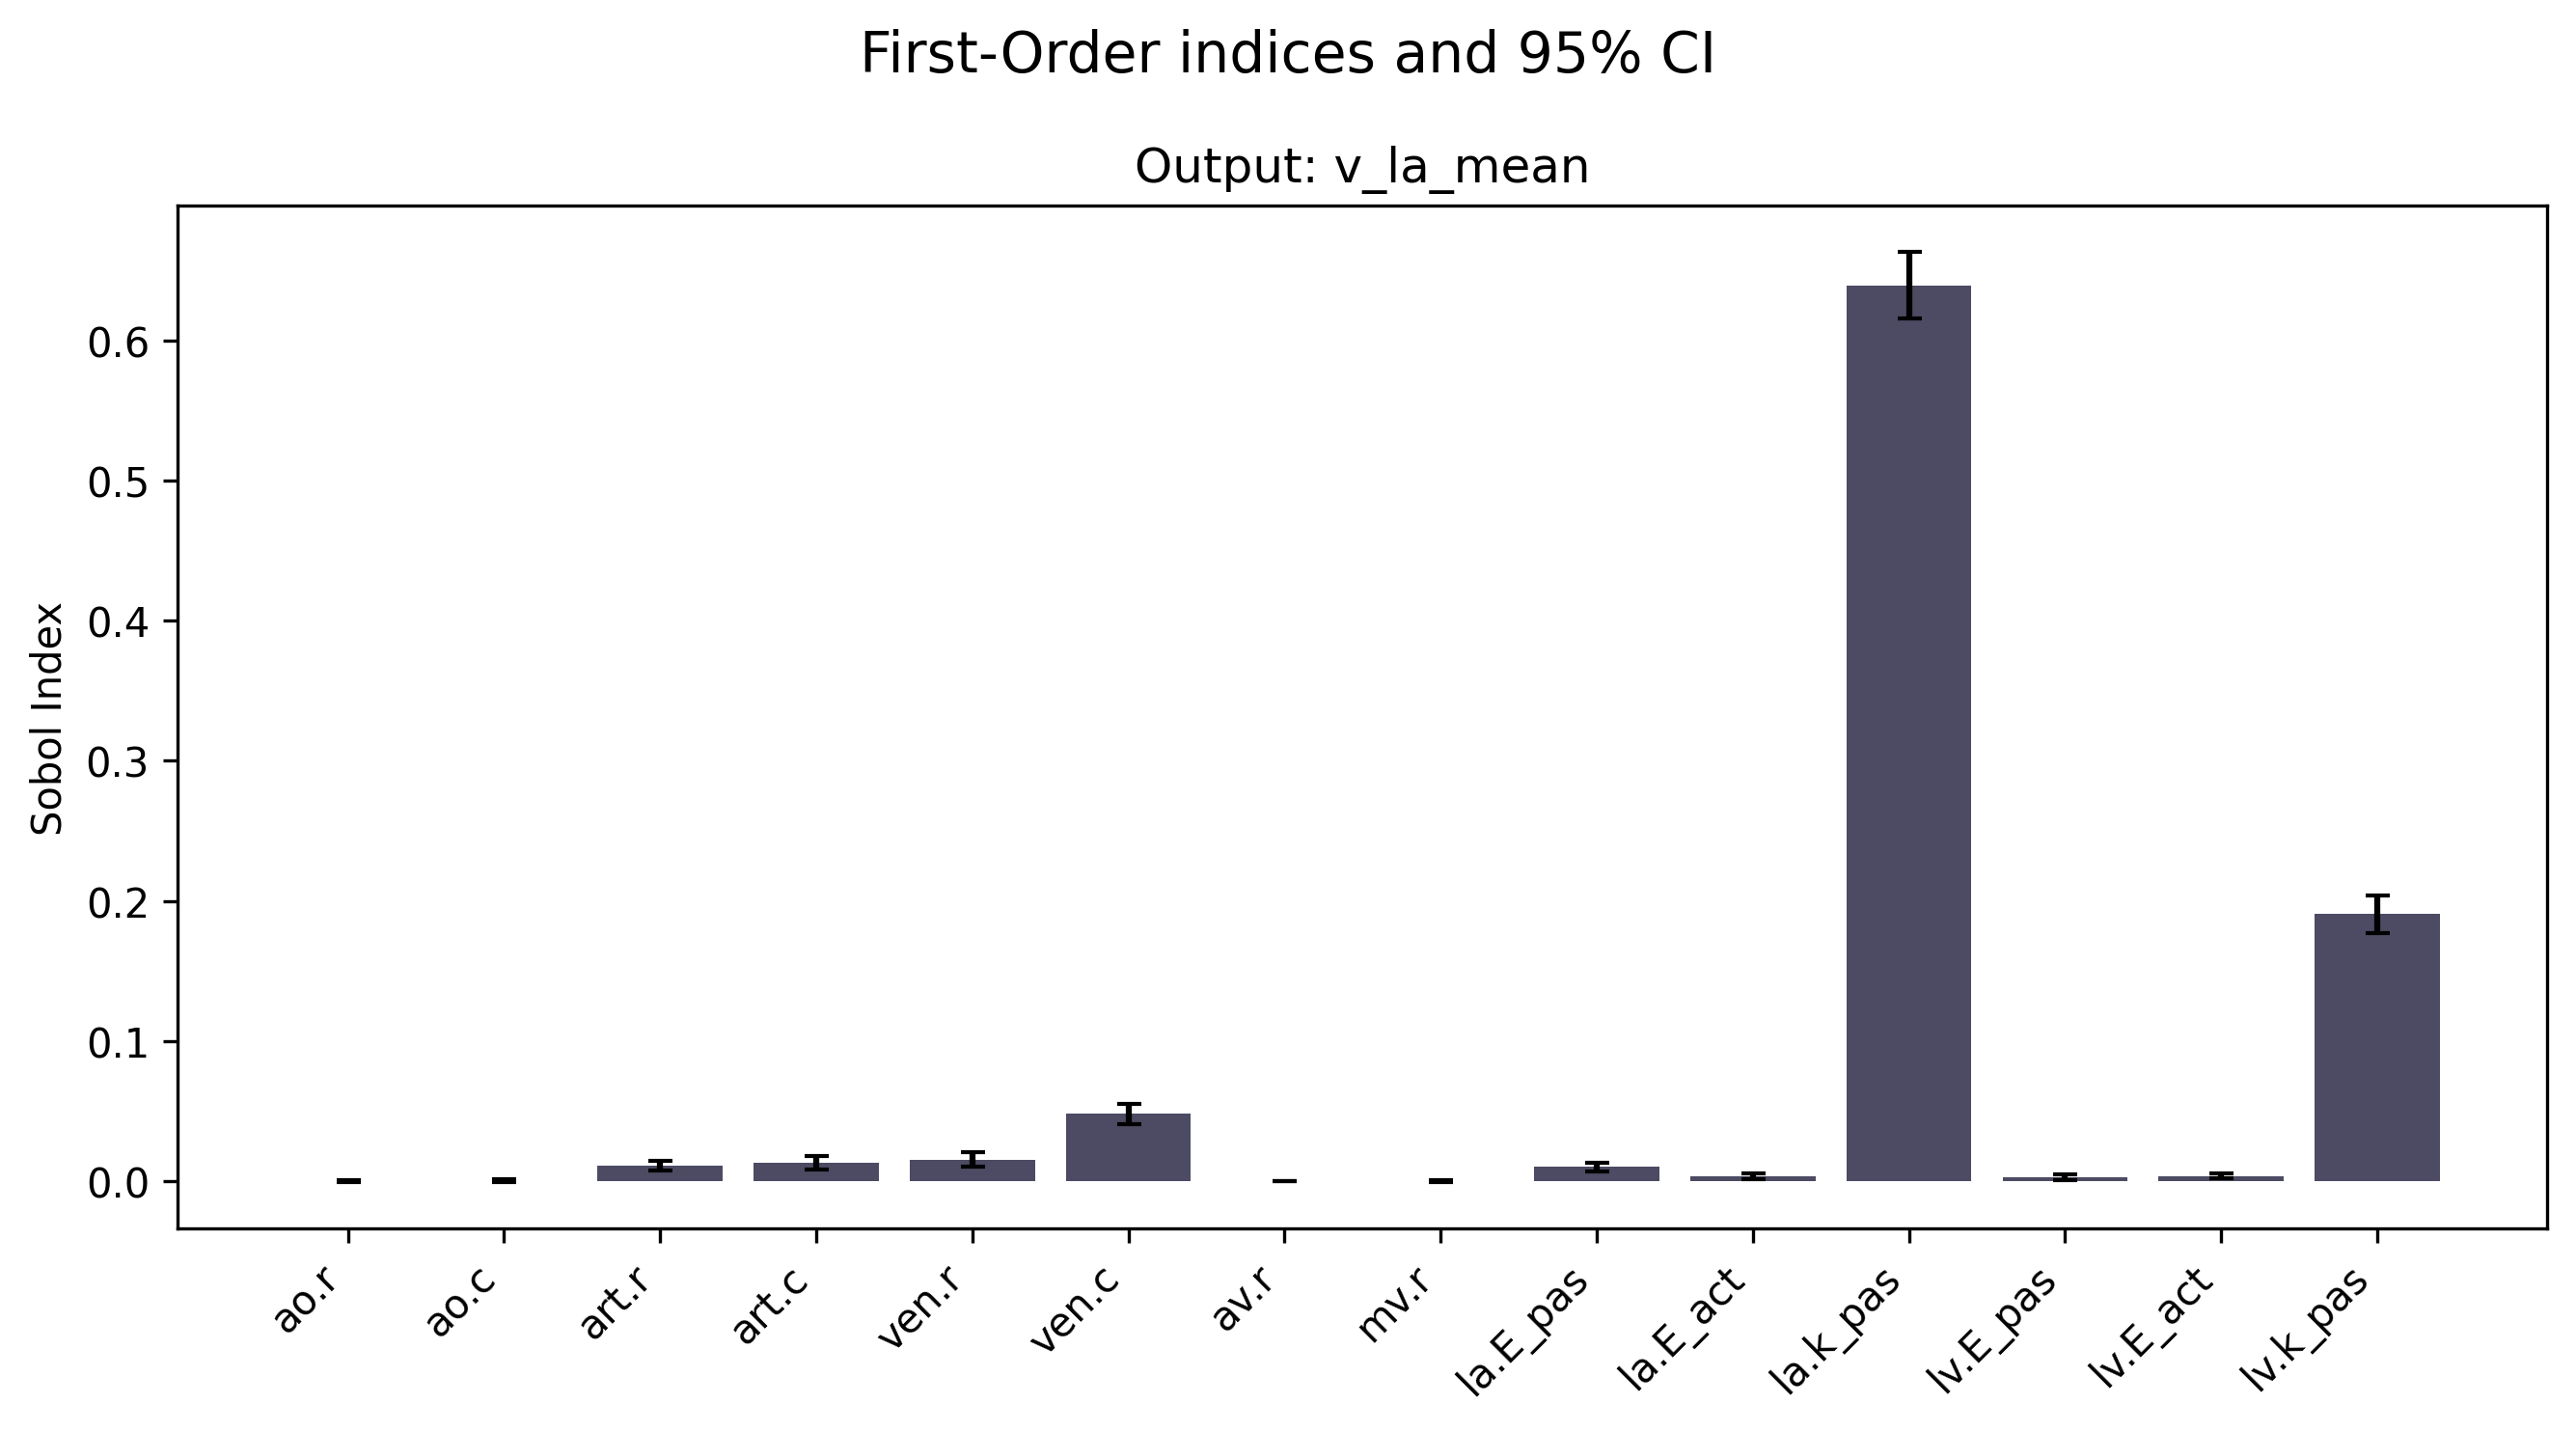 First-Order indices and 95% CI
Output: v_la_mean
Sobol Index
0.6
0.5
0.4
0.3
0.2
0.1
0.0
ao.r
ao.c
art.r
art.c
ven.r
ven.c
av.r
mv.r
la.E_pas
la.E_act
la.k_pas
lv.E_pas
lv.E_act
lv.k_pas